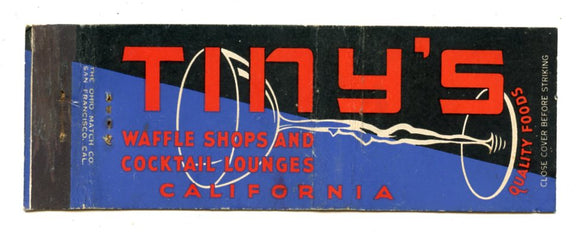 TINY'S
WAFFLE SHOPS AND
COCKTAIL LOUNGES
CALIFORNIA
QUALITY FOODS
CLOSE COVER BEFORE STRIKING
THE OHIO MATCH CO.
SAN FRANCISCO, CAL.